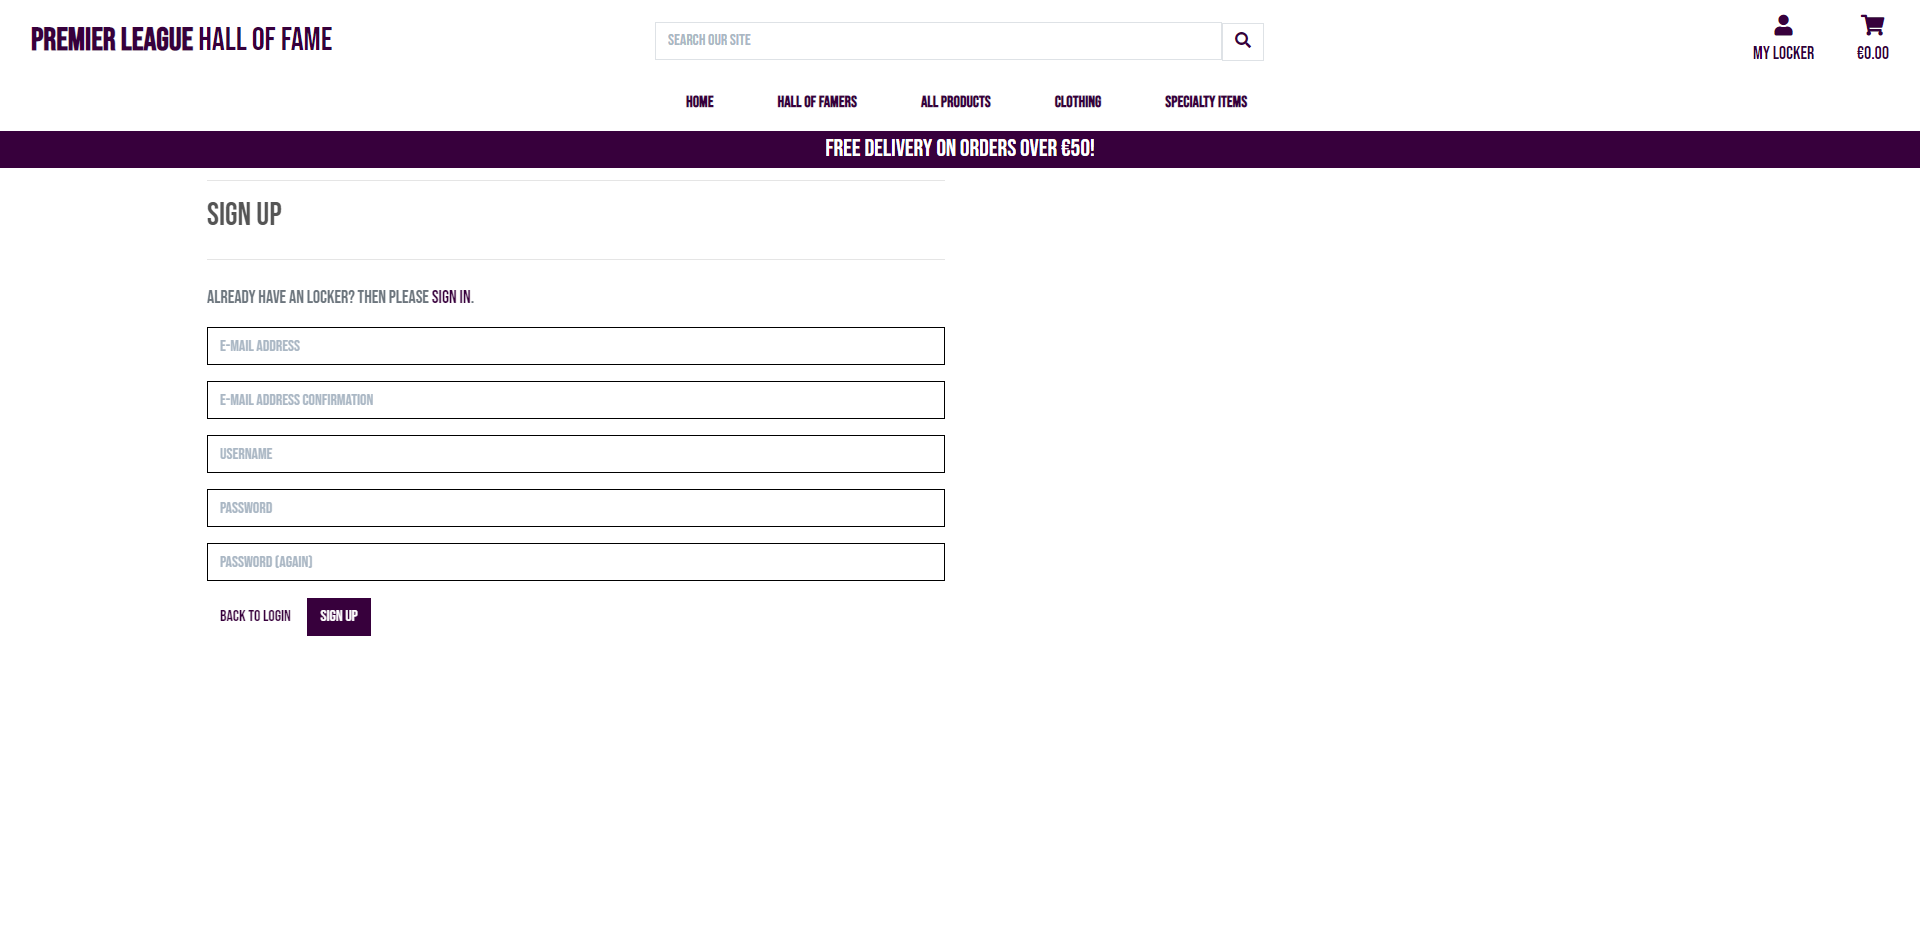 PREMIER LEAGUE HALL OF FAME
SEARCH OUR SITE
MY LOCKER
€0.00
HOME
HALL OF FAMERS
ALL PRODUCTS
CLOTHING
SPECIALTY ITEMS
FREE DELIVERY ON ORDERS OVER €50!
SIGN UP
ALREADY HAVE AN LOCKER? THEN PLEASE SIGN IN.
E-MAIL ADDRESS
E-MAIL ADDRESS CONFIRMATION
USERNAME
PASSWORD
PASSWORD (AGAIN)
BACK TO LOGIN
SIGN UP